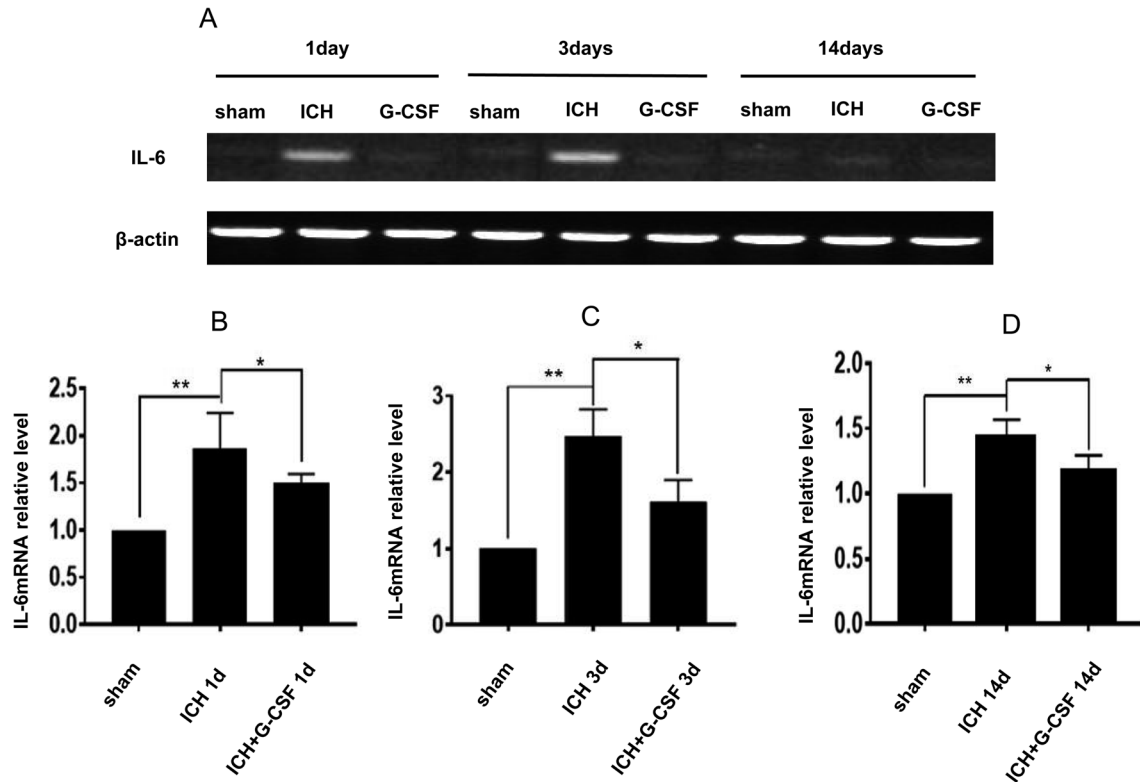 A
1day 3days 14days
sham ICH G-CSF sham ICH G-CSF sham ICH G-CSF
IL-6
β-actin
B
IL-6mRNA relative level
2.5
2.0
1.5
1.0
0.5
0.0
** *
sham
ICH 1d
ICH+G-CSF 1d
C
IL-6mRNA relative level
3
2
1
0
** *
sham
ICH 3d
ICH+G-CSF 3d
D
IL-6mRNA relative level
2.0
1.5
1.0
0.5
0.0
** *
sham
ICH 14d
ICH+G-CSF 14d